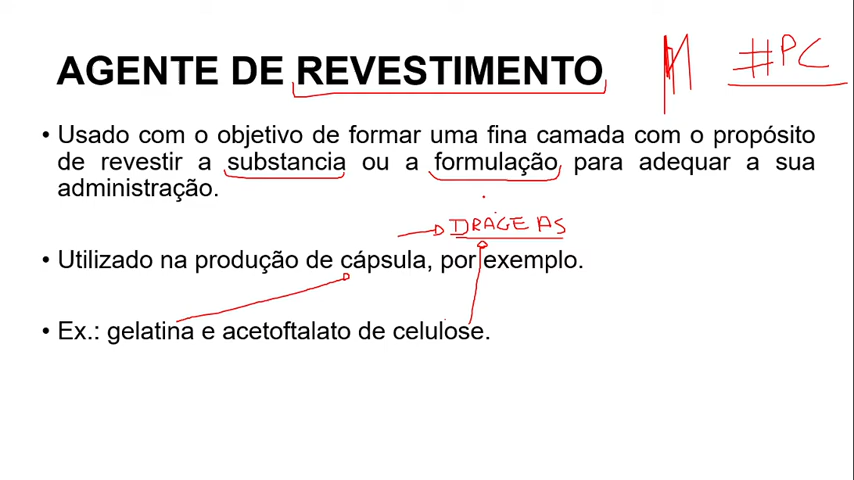 AGENTE DE REVESTIMENTO
#PC
• Usado com o objetivo de formar uma fina camada com o propósito
de revestir a substancia ou a formulação para adequar a sua
administração.
DRAGEAS
• Utilizado na produção de cápsula, por exemplo.
• Ex.: gelatina e acetoftalato de celulose.